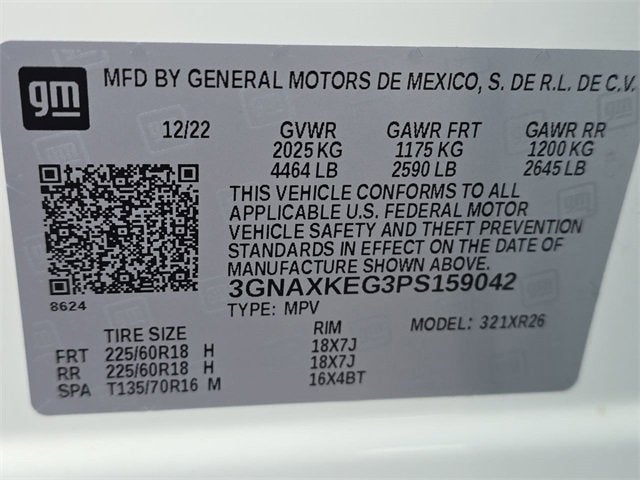 gm
MFD BY GENERAL MOTORS DE MEXICO, S. DE R.L. DE C.V.
12/22 GVWR GAWR FRT GAWR RR
2025 KG 1175 KG 1200 KG
4464 LB 2590 LB 2645 LB
THIS VEHICLE CONFORMS TO ALL
APPLICABLE U.S. FEDERAL MOTOR
VEHICLE SAFETY AND THEFT PREVENTION
STANDARDS IN EFFECT ON THE DATE OF
MANUFACTURE SHOWN ABOVE.
3GNAXKEG3PS159042
8624
TYPE: MPV MODEL: 321XR26
TIRE SIZE RIM
FRT 225/60R18 H 18X7J
RR 225/60R18 H 18X7J
SPA T135/70R16 M 16X4BT